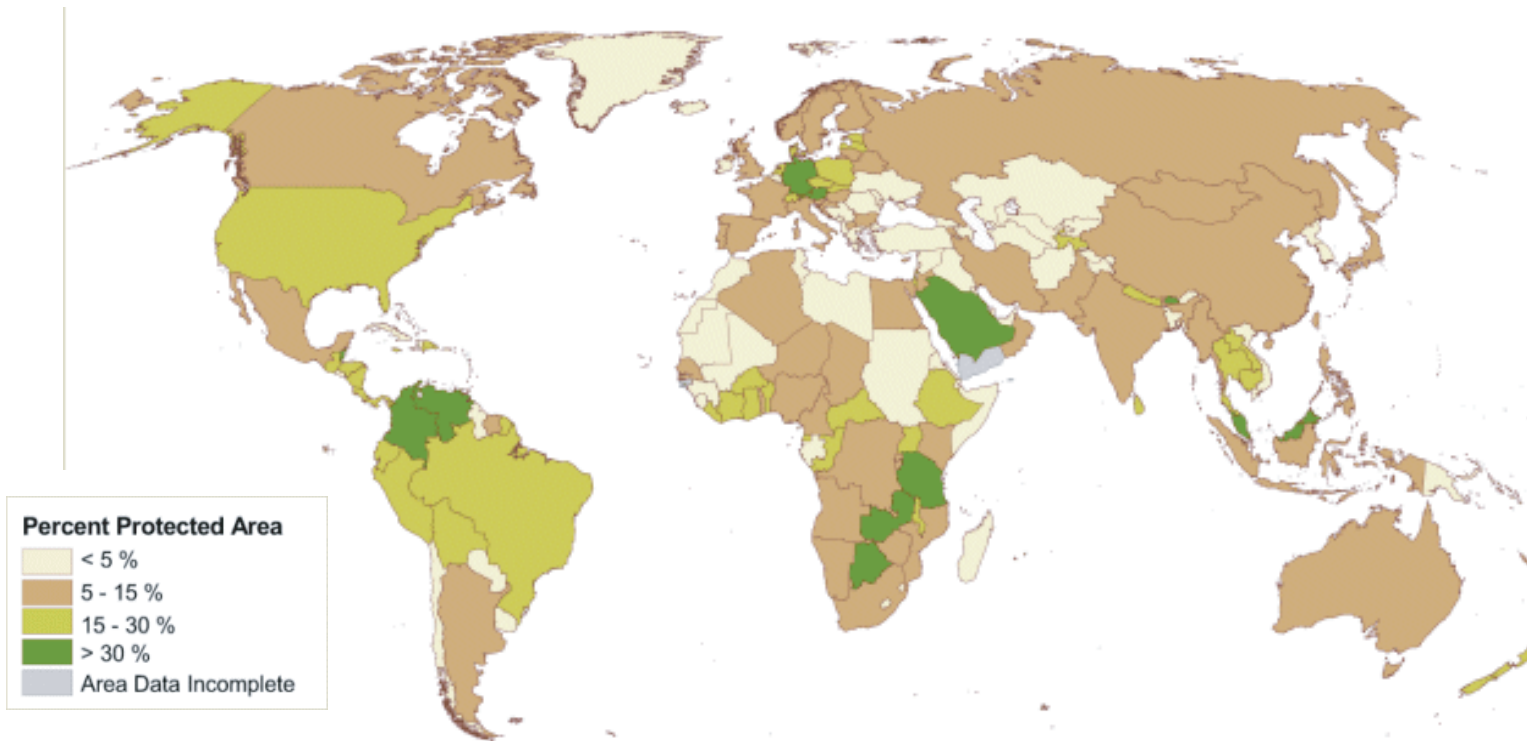 Percent Protected Area
< 5 %
5 - 15 %
15 - 30 %
> 30 %
Area Data Incomplete